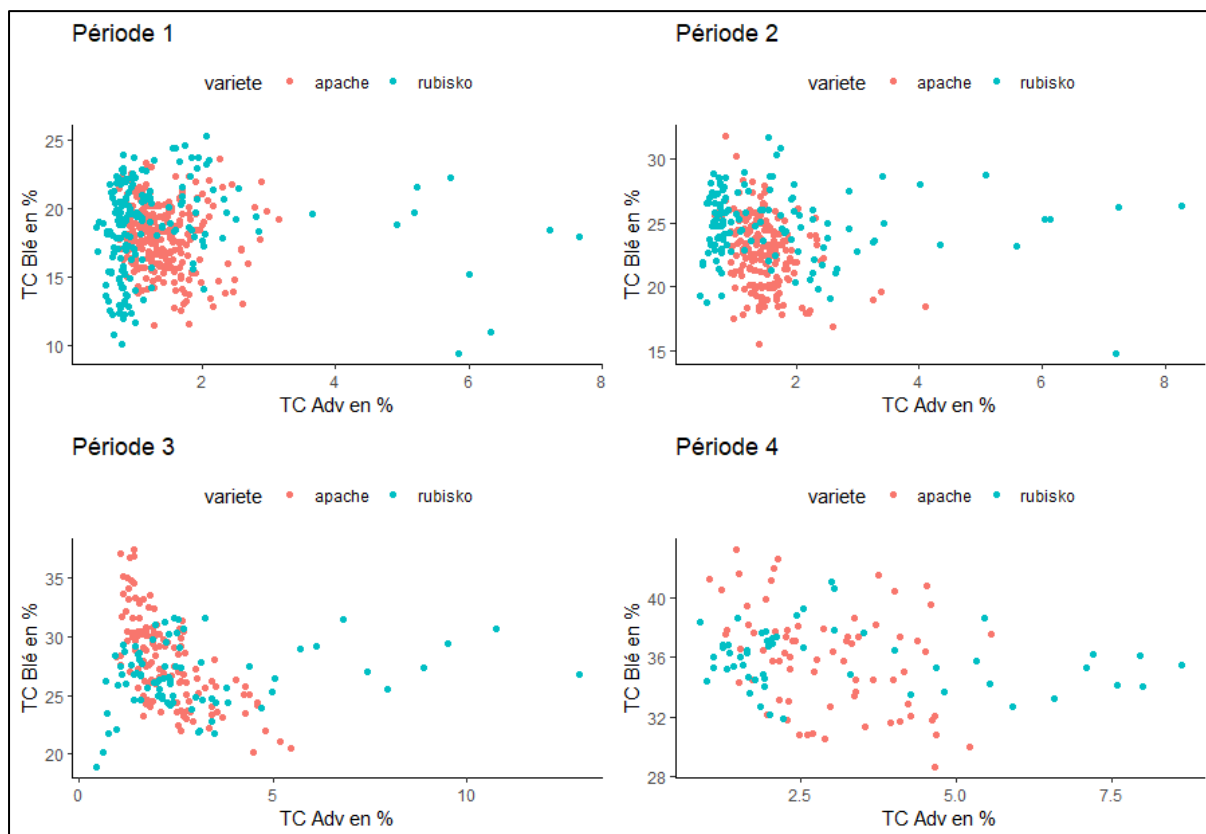 Période 1
variete apache rubisko
25
20
15
10
TC Blé en %
2 4 6 8
TC Adv en %
Période 2
variete apache rubisko
30
25
20
15
TC Blé en %
2 4 6 8
TC Adv en %
Période 3
variete apache rubisko
35
30
25
20
TC Blé en %
0 5 10
TC Adv en %
Période 4
variete apache rubisko
40
36
32
28
TC Blé en %
2.5 5.0 7.5
TC Adv en %